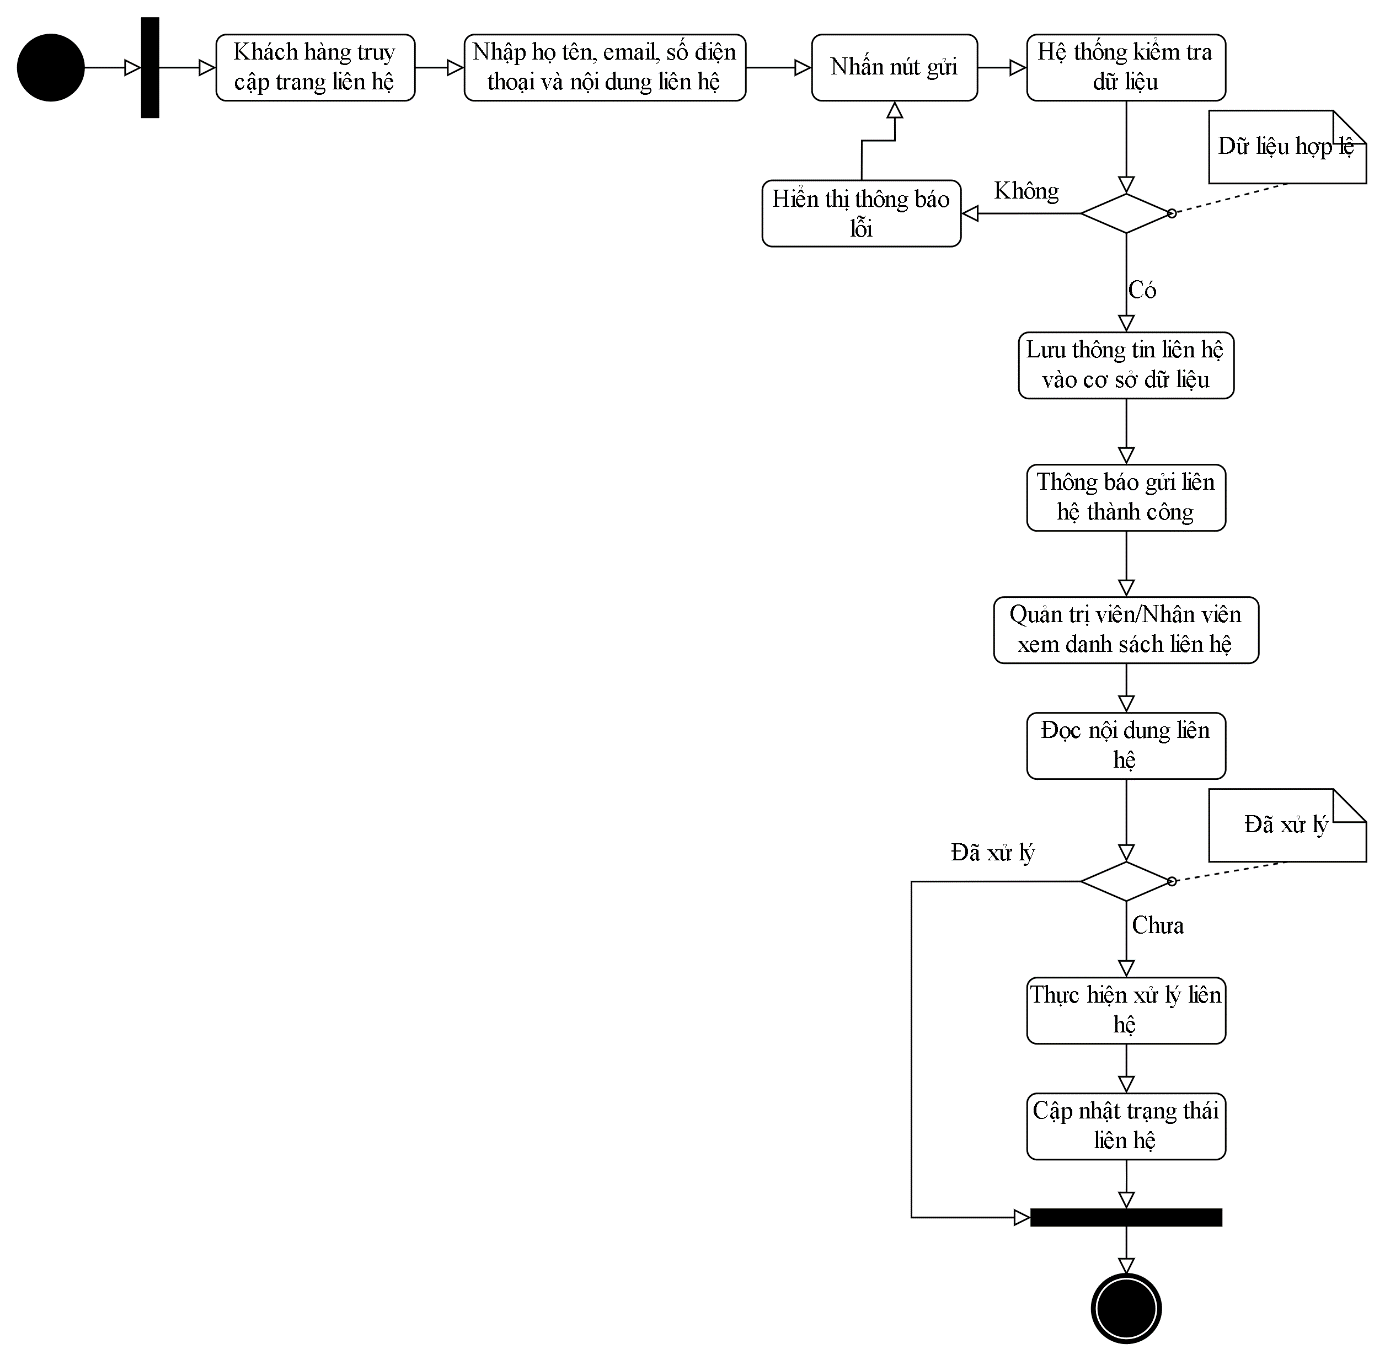 Khách hàng truy
cập trang liên hệ
Nhập họ tên, email, số điện
thoại và nội dung liên hệ
Nhấn nút gửi
Hệ thống kiểm tra
dữ liệu
Dữ liệu hợp lệ
Không
Hiển thị thông báo
lỗi
Có
Lưu thông tin liên hệ
vào cơ sở dữ liệu
Thông báo gửi liên
hệ thành công
Quản trị viên/Nhân viên
xem danh sách liên hệ
Đọc nội dung liên
hệ
Đã xử lý
Đã xử lý
Chưa
Thực hiện xử lý liên
hệ
Cập nhật trạng thái
liên hệ